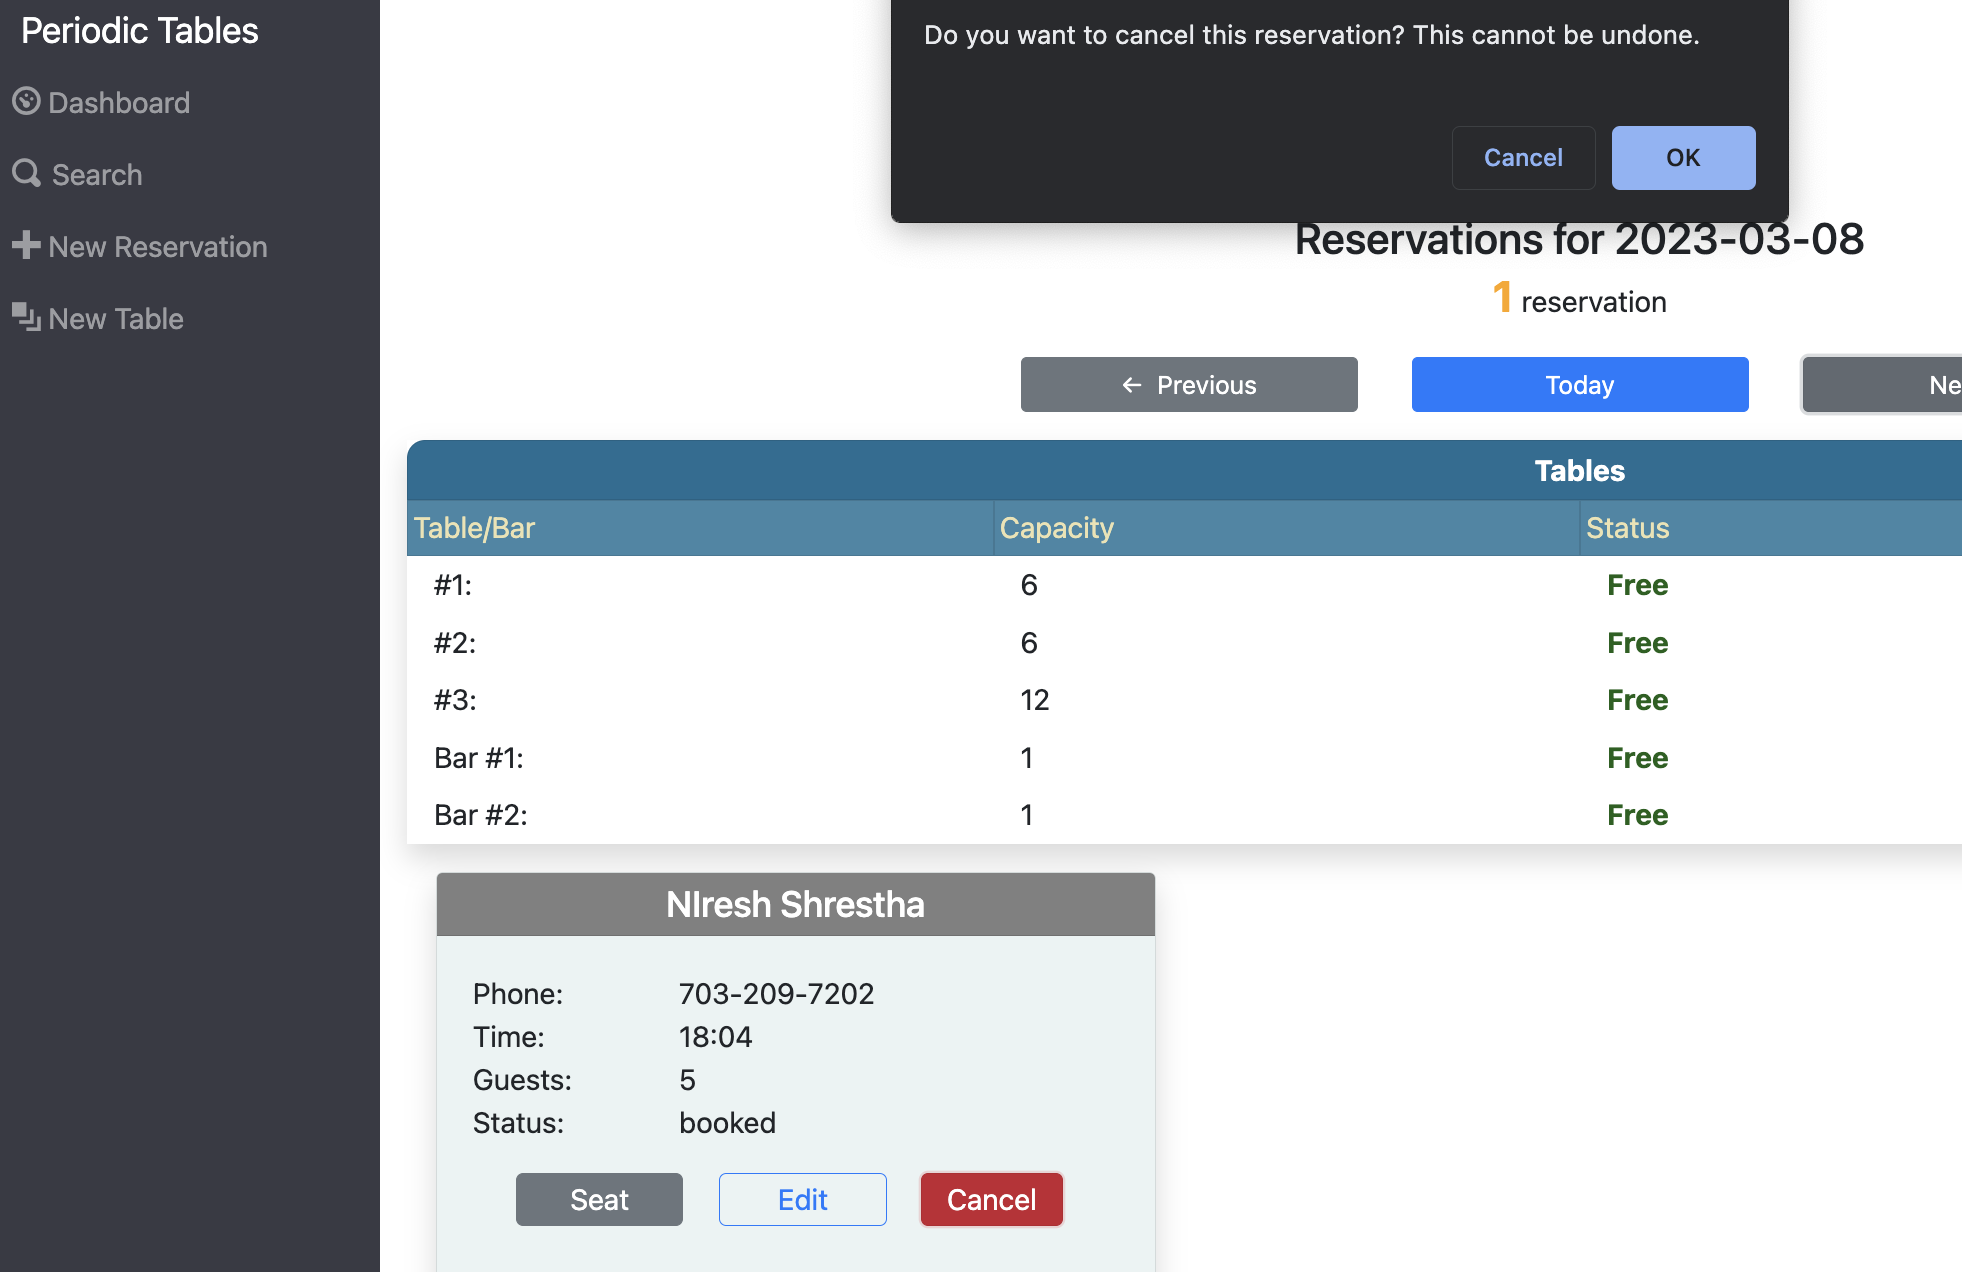 Periodic Tables
Dashboard
Search
New Reservation
New Table
Do you want to cancel this reservation? This cannot be undone.
Cancel OK
Reservations for 2023-03-08
1 reservation
← Previous Today Ne
Tables
Table/Bar Capacity Status
#1: 6 Free
#2: 6 Free
#3: 12 Free
Bar #1: 1 Free
Bar #2: 1 Free
NIresh Shrestha
Phone: 703-209-7202
Time: 18:04
Guests: 5
Status: booked
Seat Edit Cancel